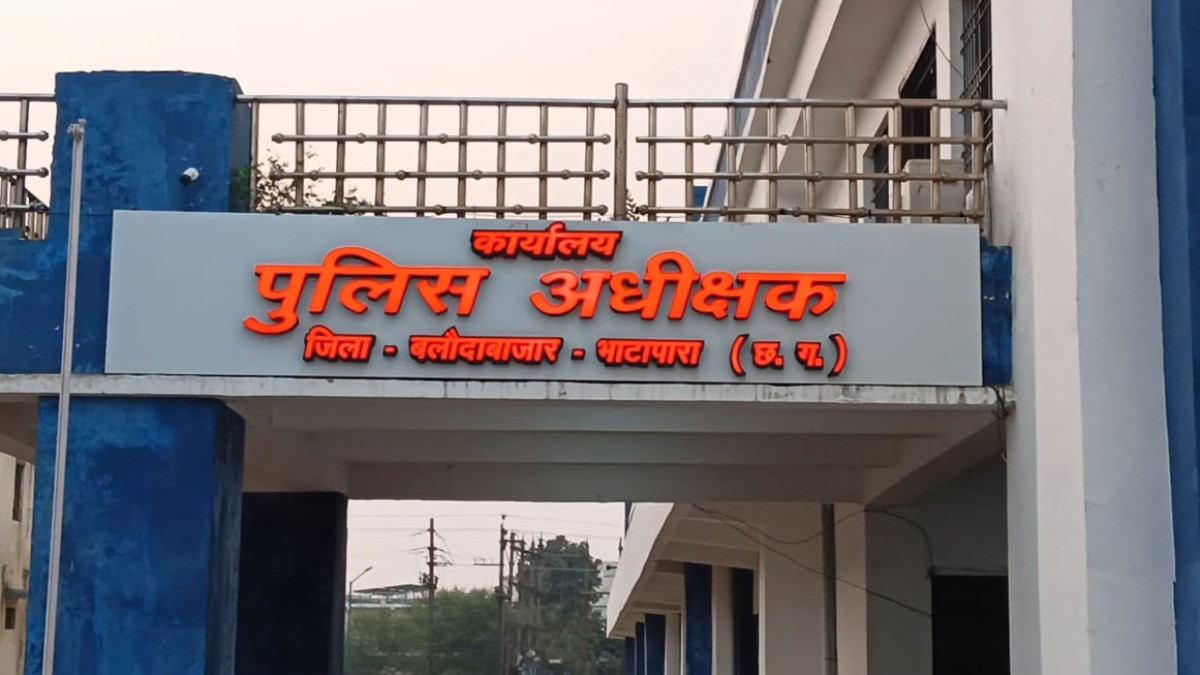 कार्यालय
पुलिस अधीक्षक
जिला - बलौदाबाजार - भाटापारा (छ. ग.)